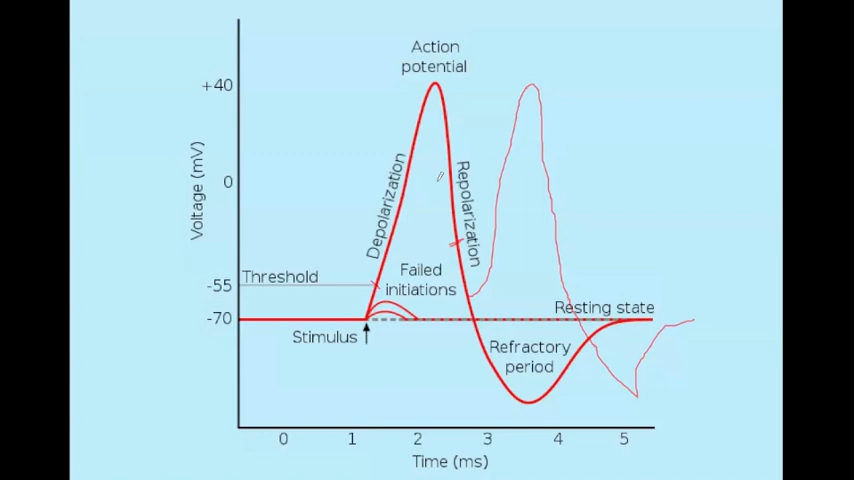 Action
potential
+40
Depolarization
Repolarization
Voltage (mV)
0
Threshold
Failed
initiations
-55
Resting state
-70
Stimulus
Refractory
period
0 1 2 3 4 5
Time (ms)